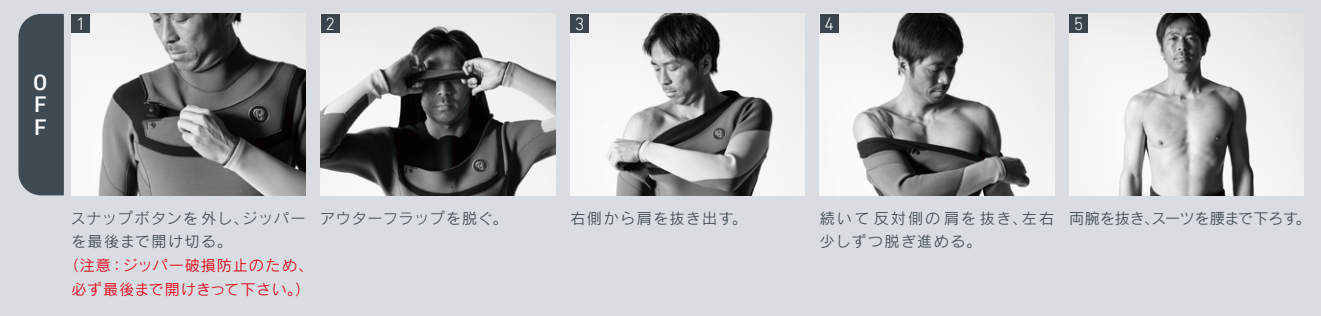 OFF
1
スナップボタンを外し、ジッパー
を最後まで開け切る。
（注意：ジッパー破損防止のため、
必ず最後まで開けきって下さい。）
2
アウターフラップを脱ぐ。
3
右側から肩を抜き出す。
4
続いて反対側の肩を抜き、左右
少しずつ脱ぎ進める。
5
両腕を抜き、スーツを腰まで下ろす。